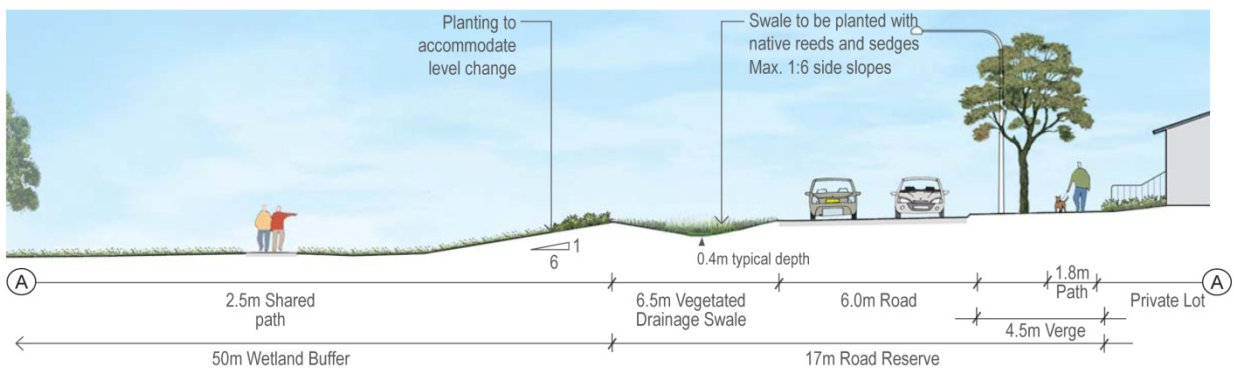 Planting to
accommodate
level change
Swale to be planted with
native reeds and sedges
Max. 1:6 side slopes
1
6
0.4m typical depth
A
2.5m Shared
path
6.5m Vegetated
Drainage Swale
6.0m Road
1.8m
Path
Private Lot
A
4.5m Verge
50m Wetland Buffer
17m Road Reserve